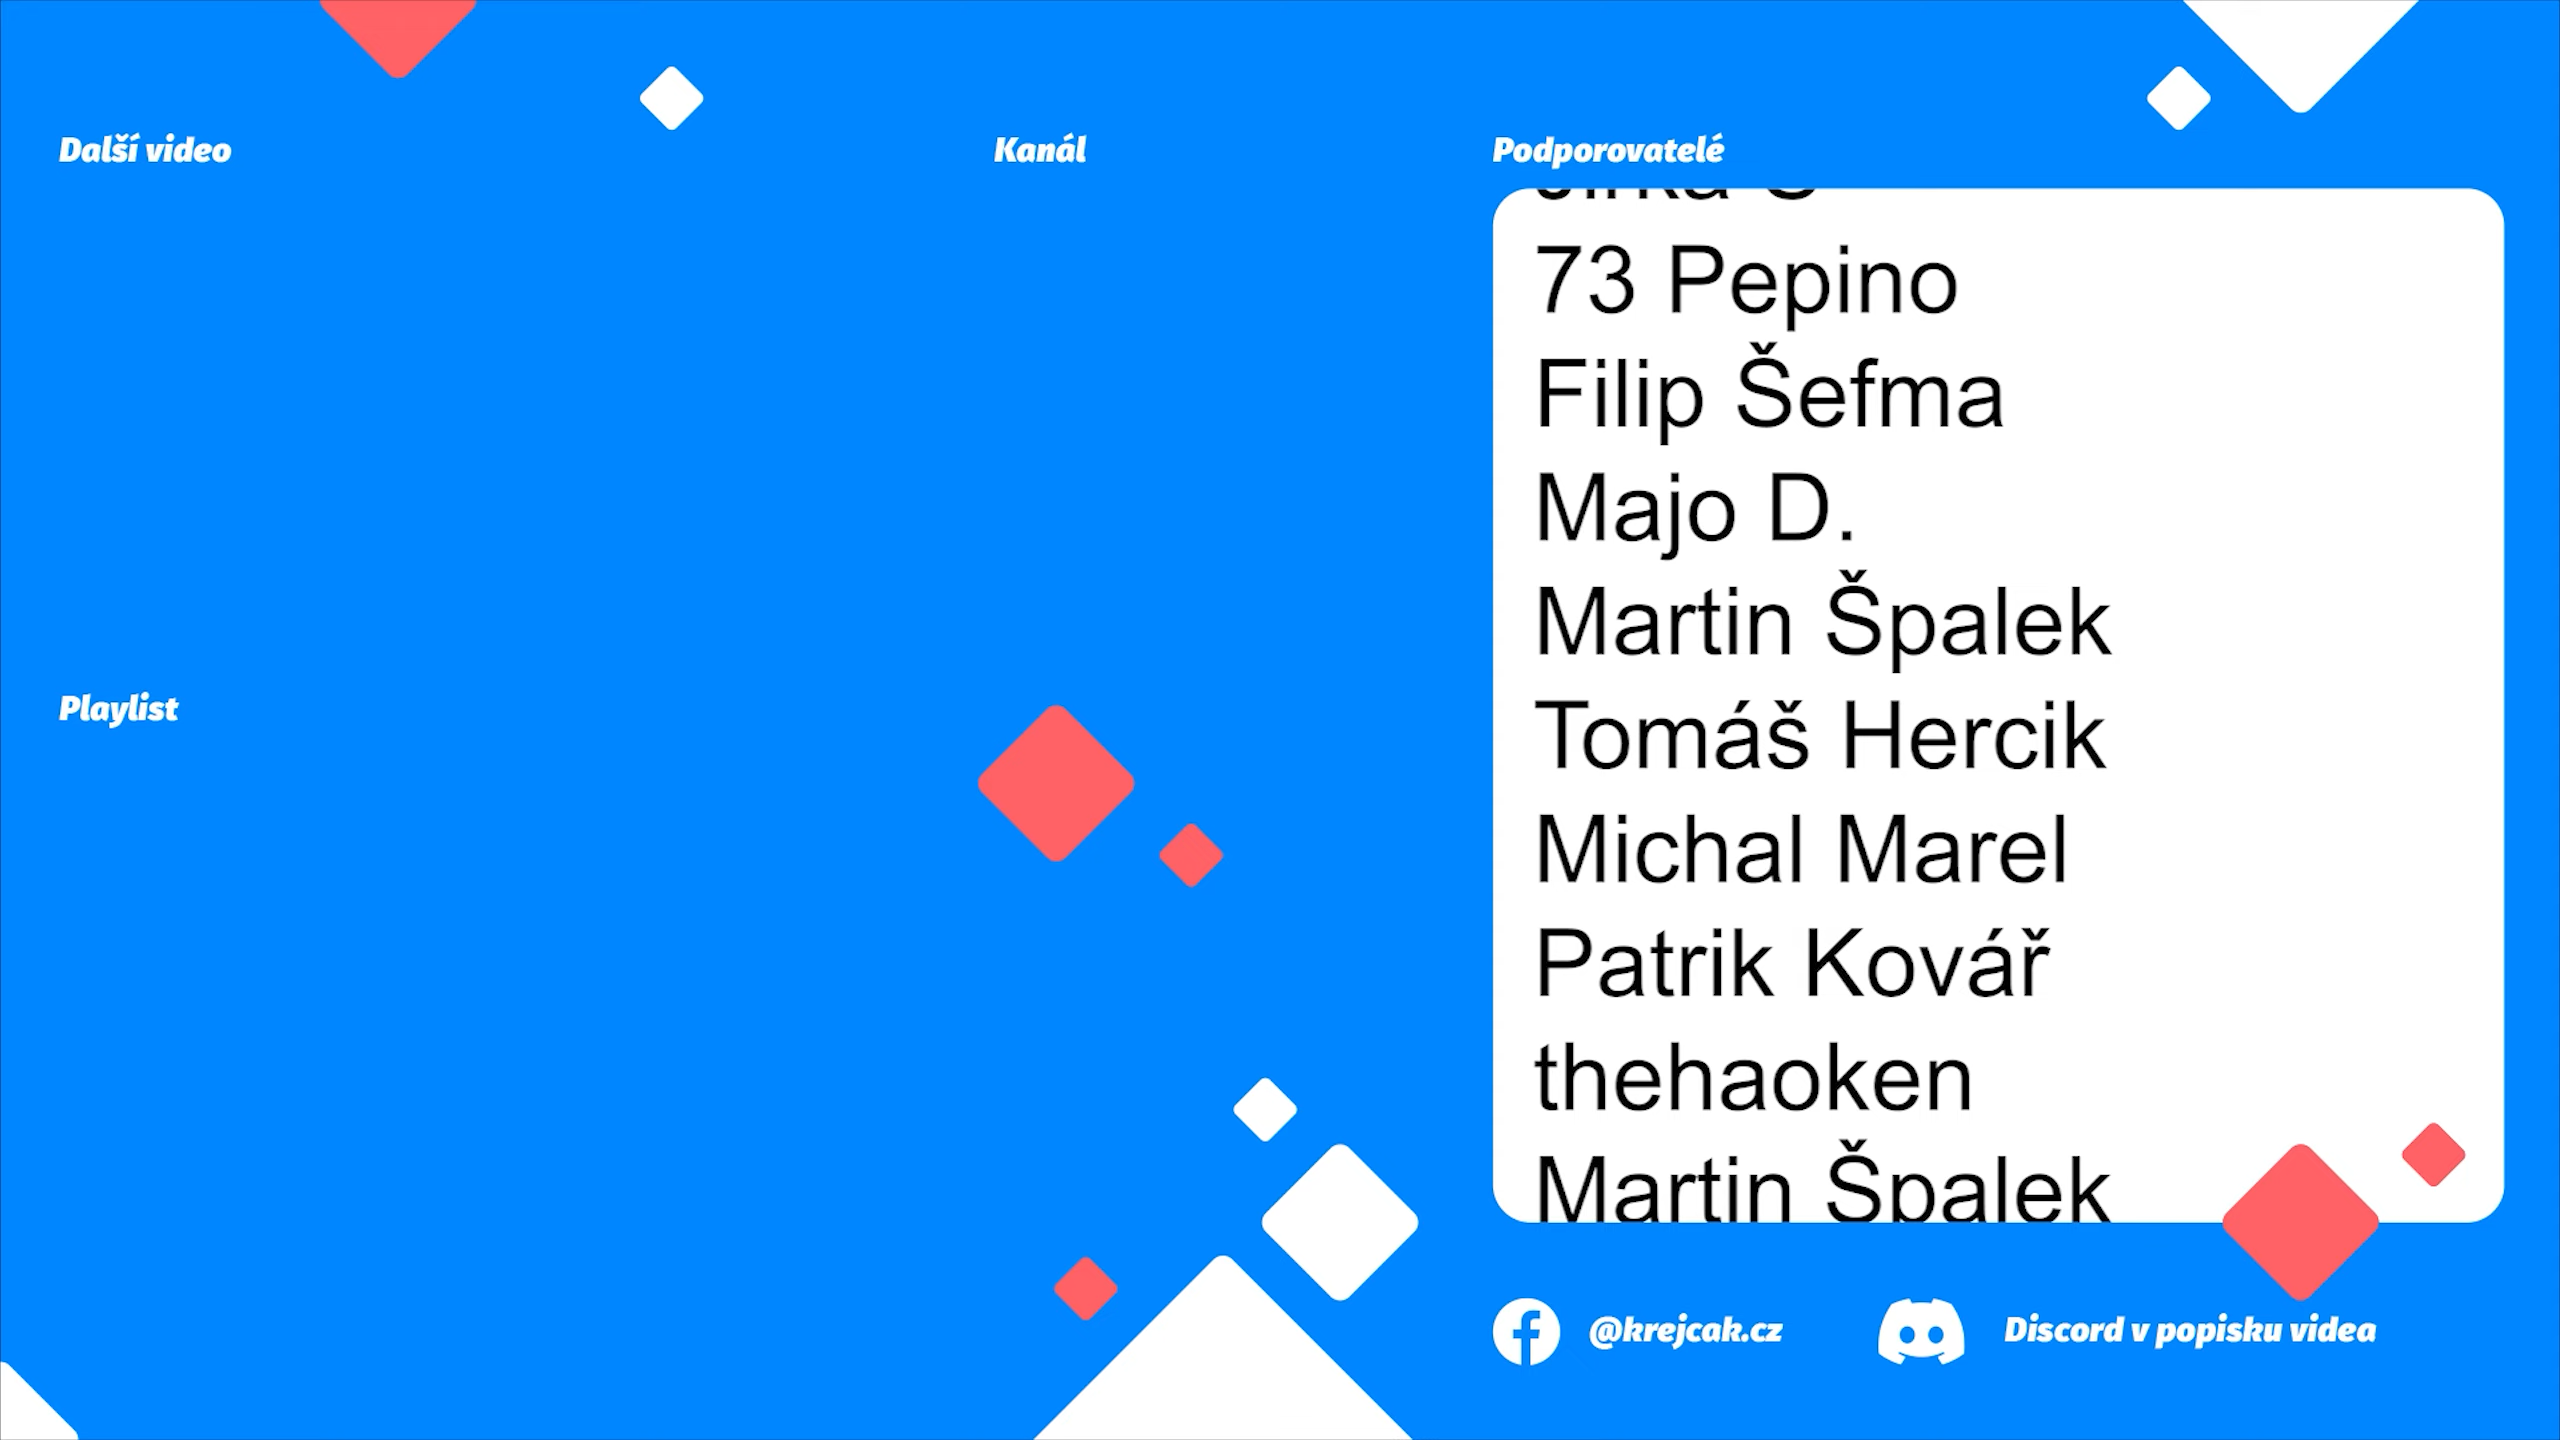 Další video
Kanál
Podporovatelé
73 Pepino
Filip Šefma
Majo D.
Martin Špalek
Tomáš Hercik
Michal Marel
Patrik Kovář
thehaoken
Martin Špalek
Playlist
@krejcak.cz
Discord v popisku videa